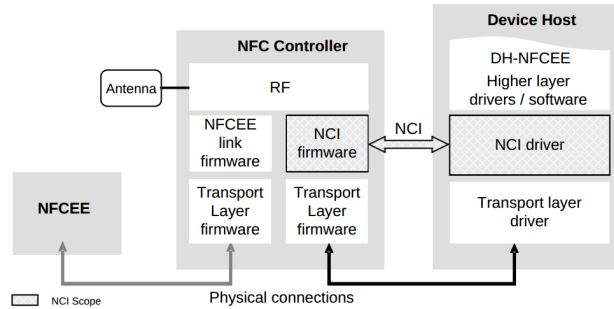 Device Host
NFC Controller
DH-NFCEE
Higher layer
drivers / software
Antenna
RF
NFCEE
link
firmware
NCI
firmware
NCI
NCI driver
NFCEE
Transport
Layer
firmware
Transport
Layer
firmware
Transport layer
driver
Physical connections
NCI Scope